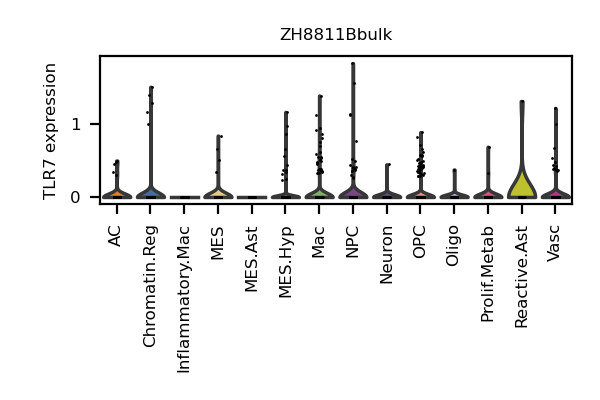 ZH8811Bbulk
TLR7 expression
1
0
AC
Chromatin.Reg
Inflammatory.Mac
MES
MES.Ast
MES.Hyp
Mac
NPC
Neuron
OPC
Oligo
Prolif.Metab
Reactive.Ast
Vasc